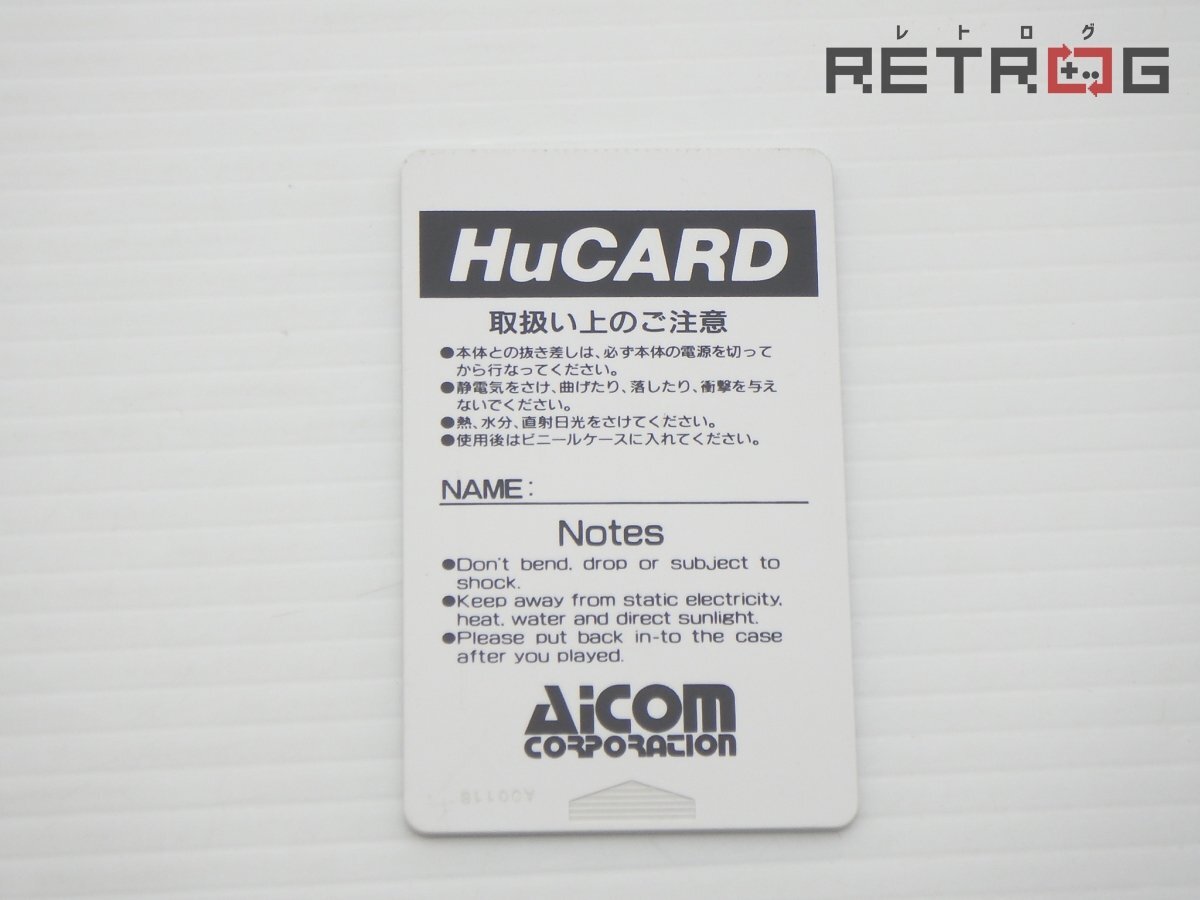 レトログ
RETROG
HuCARD
取扱い上のご注意
●本体との抜き差しは、必ず本体の電源を切って
から行なってください。
●静電気をさけ、曲げたり、落したり、衝撃を与え
ないでください。
●熱、水分、直射日光をさけてください。
●使用後はビニールケースに入れてください。
NAME:
Notes
●Don't bend. drop or subject to
shock.
●Keep away from static electricity.
heat. water and direct sunlight.
●Please put back in-to the case
after you played.
AiCOM
CORPORATION